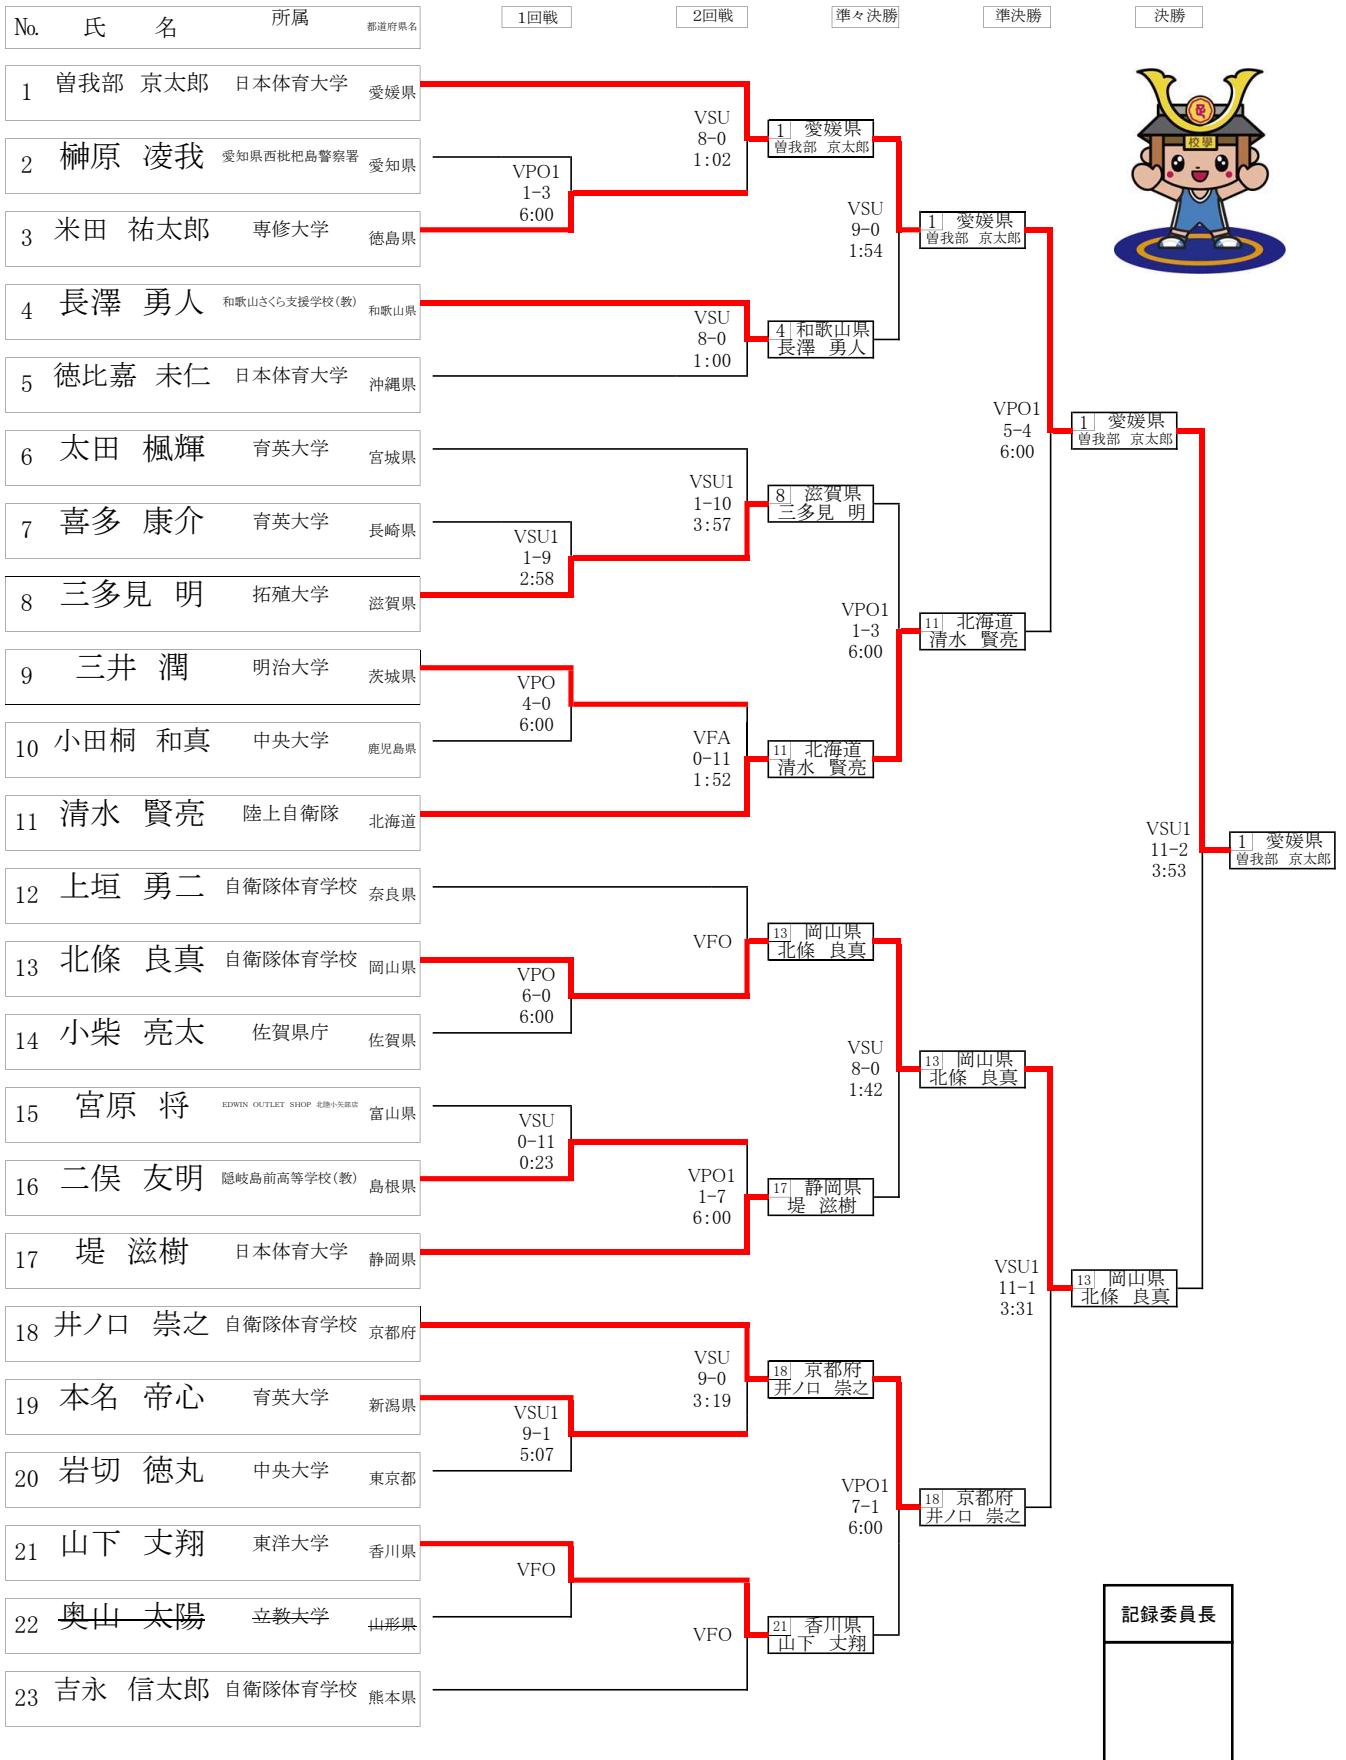 No. 氏 名 所属 都道府県名 1回戦 2回戦 準々決勝 準決勝 決勝
1 曽我部 京太郎 日本体育大学 愛媛県
2 榊原 凌我 愛知県西枇杷島警察署 愛知県
3 米田 祐太郎 専修大学 徳島県
4 長澤 勇人 和歌山さくら支援学校(教) 和歌山県
5 徳比嘉 未仁 日本体育大学 沖縄県
6 太田 楓輝 育英大学 宮城県
7 喜多 康介 育英大学 長崎県
8 三多見 明 拓殖大学 滋賀県
9 三井 潤 明治大学 茨城県
10 小田桐 和真 中央大学 鹿児島県
11 清水 賢亮 陸上自衛隊 北海道
12 上垣 勇二 自衛隊体育学校 奈良県
13 北條 良真 自衛隊体育学校 岡山県
14 小柴 亮太 佐賀県庁 佐賀県
15 宮原 将 EDWIN OUTLET SHOP 北陸小矢部店 富山県
16 二俣 友明 隠岐島前高等学校(教) 島根県
17 堤 滋樹 日本体育大学 静岡県
18 井ノ口 崇之 自衛隊体育学校 京都府
19 本名 帝心 育英大学 新潟県
20 岩切 徳丸 中央大学 東京都
21 山下 丈翔 東洋大学 香川県
22 奥山 太陽 立教大学 山形県
23 吉永 信太郎 自衛隊体育学校 熊本県
VPO1
1-3
6:00
VSU1
1-9
2:58
VPO
4-0
6:00
VPO
6-0
6:00
VSU
0-11
0:23
VSU1
9-1
5:07
VFO
VSU
8-0
1:02
VSU
8-0
1:00
VSU1
1-10
3:57
VFA
0-11
1:52
VFO
VPO1
1-7
6:00
VSU
9-0
3:19
VFO
1 愛媛県
曽我部 京太郎
4 和歌山県
長澤 勇人
8 滋賀県
三多見 明
11 北海道
清水 賢亮
13 岡山県
北條 良真
17 静岡県
堤 滋樹
18 京都府
井ノ口 崇之
21 香川県
山下 丈翔
VSU
9-0
1:54
VPO1
1-3
6:00
VSU
8-0
1:42
VPO1
7-1
6:00
1 愛媛県
曽我部 京太郎
11 北海道
清水 賢亮
13 岡山県
北條 良真
18 京都府
井ノ口 崇之
VPO1
5-4
6:00
VSU1
11-1
3:31
1 愛媛県
曽我部 京太郎
13 岡山県
北條 良真
VSU1
11-2
3:53
1 愛媛県
曽我部 京太郎
校學
記録委員長